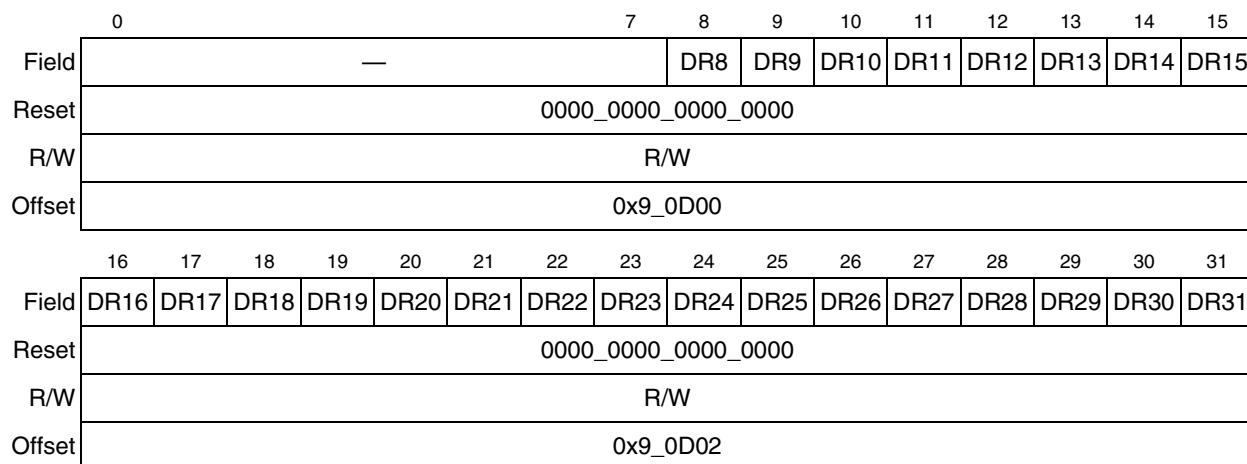 0 7 8 9 10 11 12 13 14 15
Field — DR8 DR9 DR10 DR11 DR12 DR13 DR14 DR15
Reset 0000_0000_0000_0000
R/W R/W
Offset 0x9_0D00
16 17 18 19 20 21 22 23 24 25 26 27 28 29 30 31
Field DR16 DR17 DR18 DR19 DR20 DR21 DR22 DR23 DR24 DR25 DR26 DR27 DR28 DR29 DR30 DR31
Reset 0000_0000_0000_0000
R/W R/W
Offset 0x9_0D02